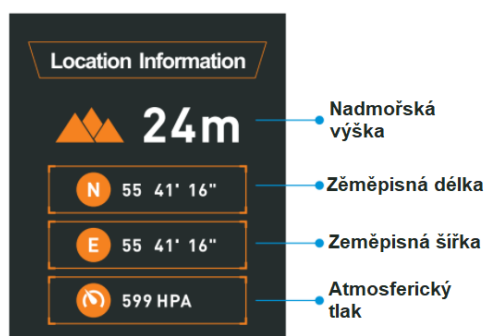 Location Information
24m
Nadmořská
výška
N 55 41' 16"
Zěměpisná délka
E 55 41' 16"
Zeměpisná šířka
599 HPA
Atmosferický
tlak